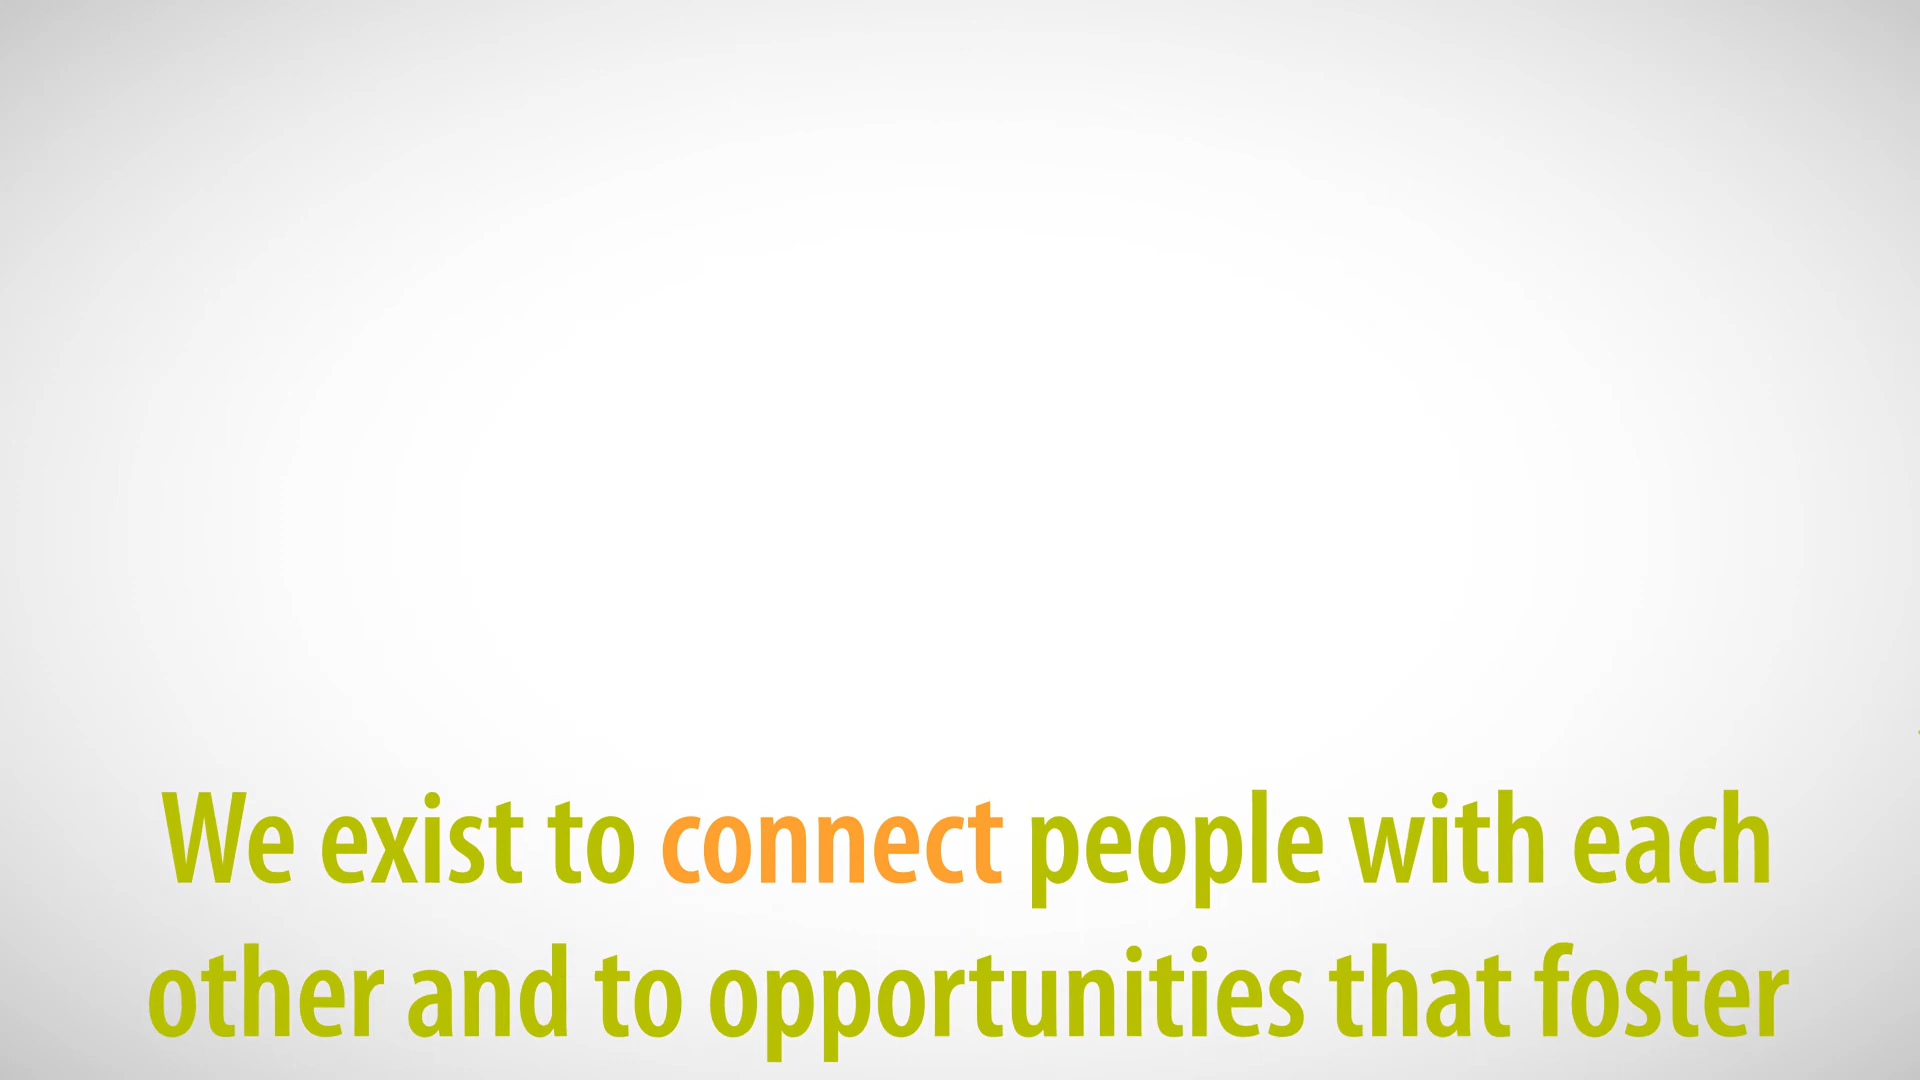 We exist to connect people with each
other and to opportunities that foster